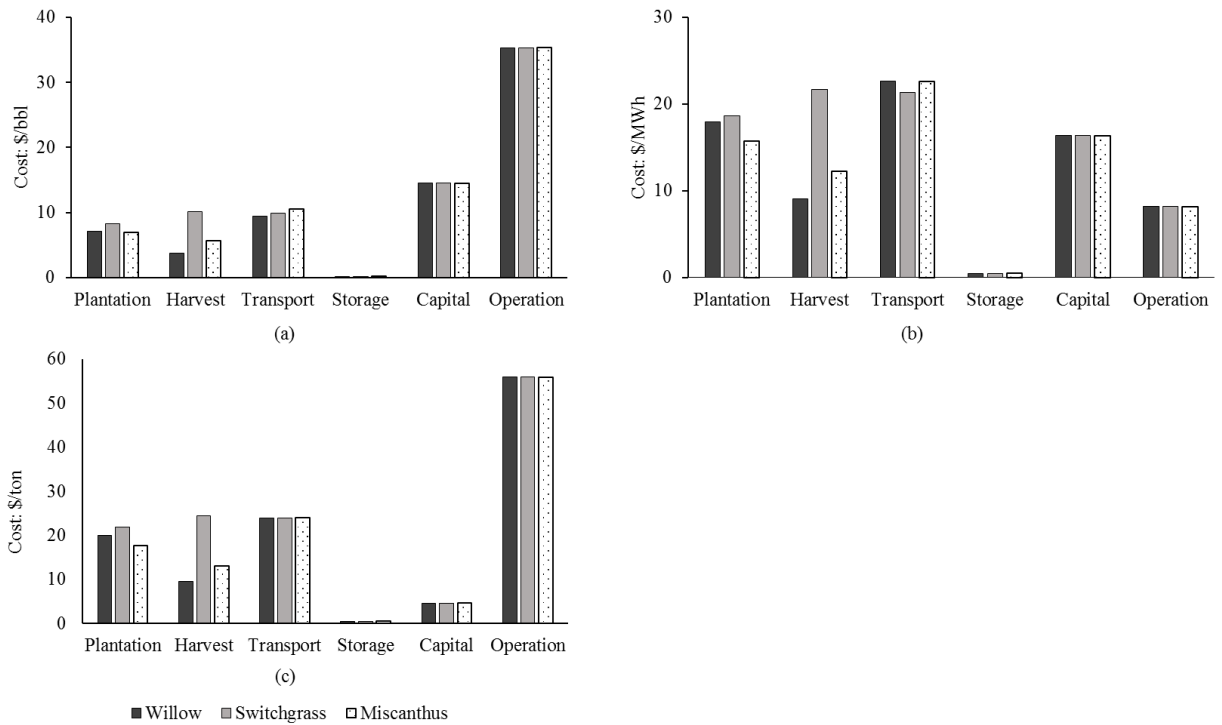 40
30
20
10
0
Cost: $/bbl
Plantation Harvest Transport Storage Capital Operation
(a)
30
20
10
0
Cost: $/MWh
Plantation Harvest Transport Storage Capital Operation
(b)
60
50
40
30
20
10
0
Cost: $/ton
Plantation Harvest Transport Storage Capital Operation
(c)
Willow Switchgrass Miscanthus